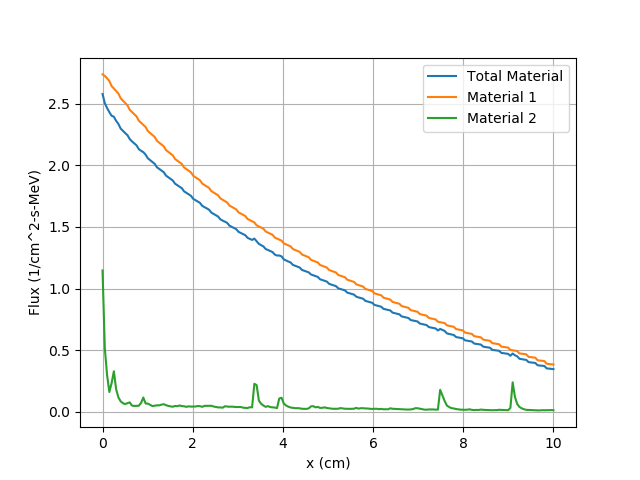 Total Material
Material 1
Material 2
Flux (1/cm^2-s-MeV)
2.5
2.0
1.5
1.0
0.5
0.0
0 2 4 6 8 10
x (cm)